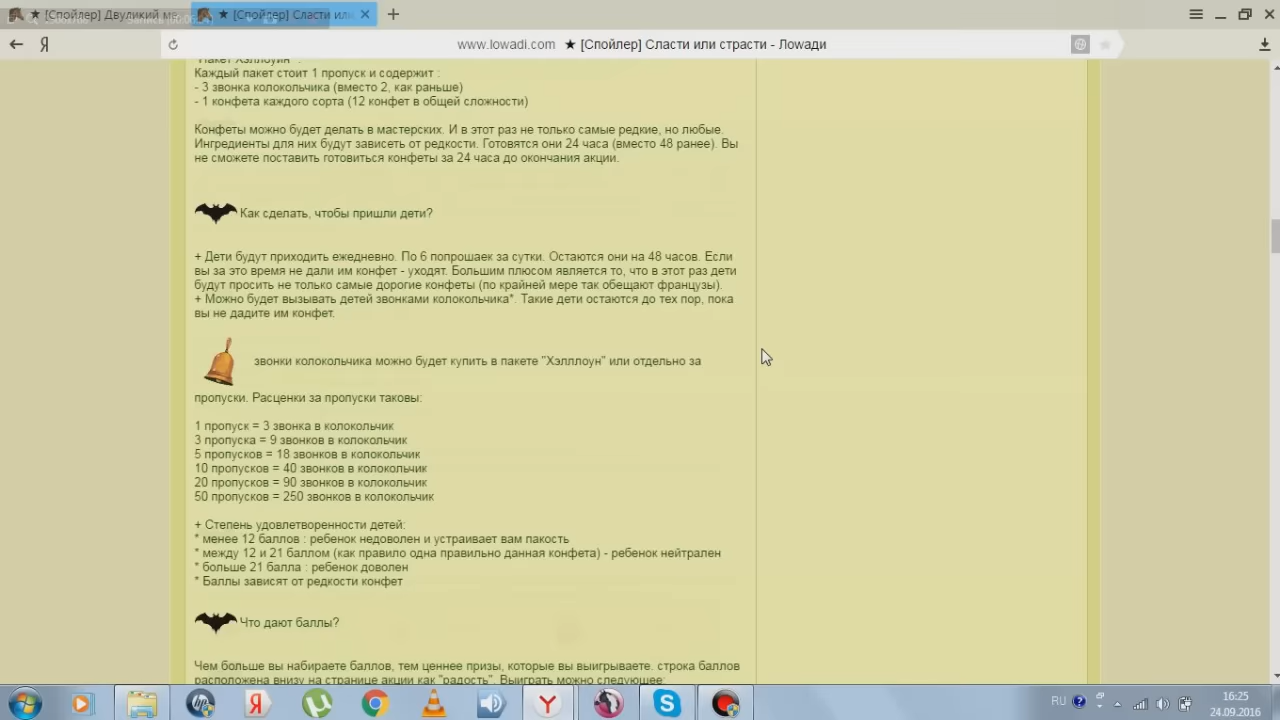 ★ [Спойлер] Двуликий ме
★ [Спойлер] Сласти или
www.lowadi.com ★ [Спойлер] Сласти или страсти - Ловади
"Пакет Хэллоуин" :
Каждый пакет стоит 1 пропуск и содержит :
- 3 звонка колокольчика (вместо 2, как раньше)
- 1 конфета каждого сорта (12 конфет в общей сложности)
Конфеты можно будет делать в мастерских. И в этот раз не только самые редкие, но любые.
Ингредиенты для них будут зависеть от редкости. Готовятся они 24 часа (вместо 48 ранее). Вы
не сможете поставить готовиться конфеты за 24 часа до окончания акции.
Как сделать, чтобы пришли дети?
+ Дети будут приходить ежедневно. По 6 попрошаек за сутки. Остаются они на 48 часов. Если
вы за это время не дали им конфет - уходят. Большим плюсом является то, что в этот раз дети
будут просить не только самые дорогие конфеты (по крайней мере так обещают французы).
+ Можно будет вызывать детей звонками колокольчика*. Такие дети остаются до тех пор, пока
вы не дадите им конфет.
звонки колокольчика можно будет купить в пакете "Хэлллоун" или отдельно за
пропуски. Расценки за пропуски таковы:
1 пропуск = 3 звонка в колокольчик
3 пропуска = 9 звонков в колокольчик
5 пропусков = 18 звонков в колокольчик
10 пропусков = 40 звонков в колокольчик
20 пропусков = 90 звонков в колокольчик
50 пропусков = 250 звонков в колокольчик
+ Степень удовлетворенности детей:
* менее 12 баллов : ребенок недоволен и устраивает вам пакость
* между 12 и 21 баллом (как правило одна правильно данная конфета) - ребенок нейтрален
* больше 21 балла : ребенок доволен
* Баллы зависят от редкости конфет
Что дают баллы?
Чем больше вы набираете баллов, тем ценнее призы, которые вы выигрываете. строка баллов
расположена внизу на странице акции как "радость". Выиграть можно следующее:
RU
16:25
24.09.2016